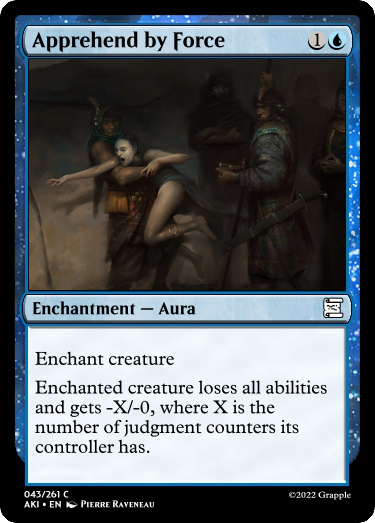 Apprehend by Force 1
Enchantment — Aura
Enchant creature
Enchanted creature loses all abilities
and gets -X/-0, where X is the
number of judgment counters its
controller has.
043/261 C
AKI • EN Pierre Raveneau
©2022 Grapple